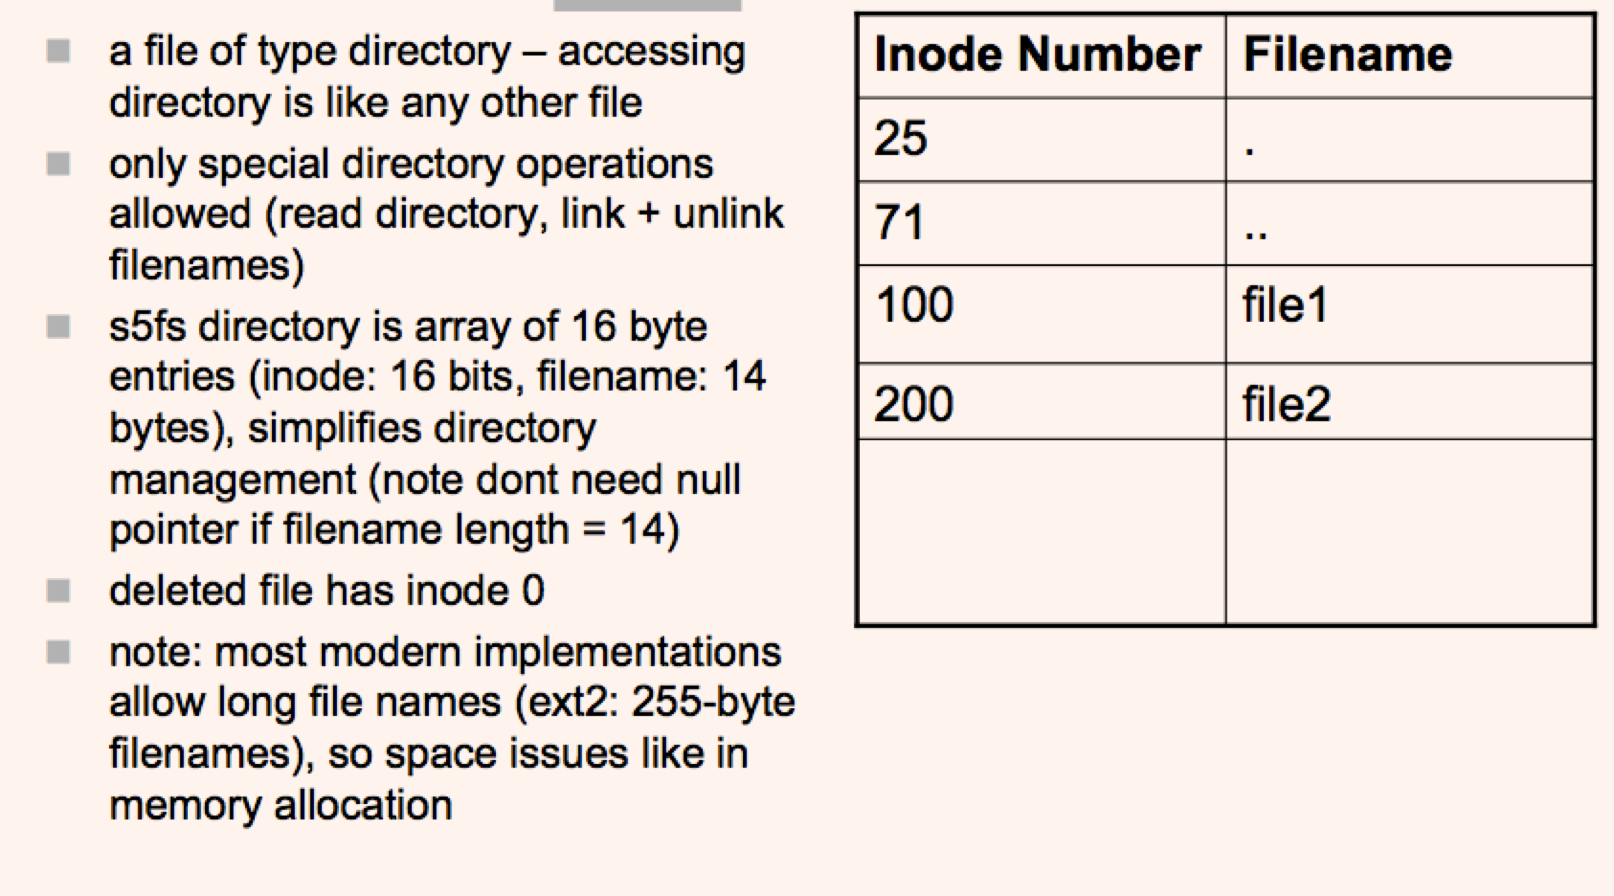 a file of type directory – accessing
directory is like any other file
only special directory operations
allowed (read directory, link + unlink
filenames)
s5fs directory is array of 16 byte
entries (inode: 16 bits, filename: 14
bytes), simplifies directory
management (note dont need null
pointer if filename length = 14)
deleted file has inode 0
note: most modern implementations
allow long file names (ext2: 255-byte
filenames), so space issues like in
memory allocation
Inode Number Filename
25 .
71 ..
100 file1
200 file2